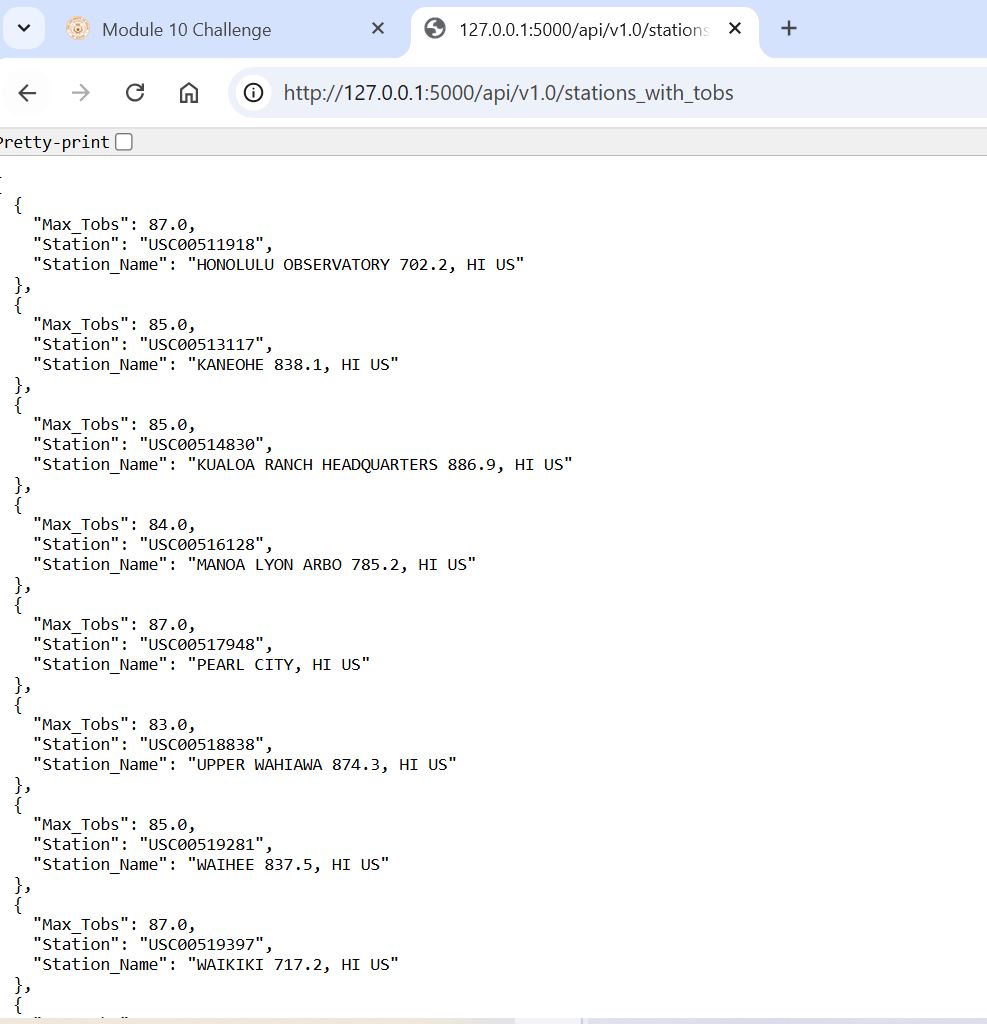 Module 10 Challenge
127.0.0.1:5000/api/v1.0/stations
http://127.0.0.1:5000/api/v1.0/stations_with_tobs
Pretty-print
[
{
"Max_Tobs": 87.0,
"Station": "USC00511918",
"Station_Name": "HONOLULU OBSERVATORY 702.2, HI US"
},
{
"Max_Tobs": 85.0,
"Station": "USC00513117",
"Station_Name": "KANEOHE 838.1, HI US"
},
{
"Max_Tobs": 85.0,
"Station": "USC00514830",
"Station_Name": "KUALOA RANCH HEADQUARTERS 886.9, HI US"
},
{
"Max_Tobs": 84.0,
"Station": "USC00516128",
"Station_Name": "MANOA LYON ARBO 785.2, HI US"
},
{
"Max_Tobs": 87.0,
"Station": "USC00517948",
"Station_Name": "PEARL CITY, HI US"
},
{
"Max_Tobs": 83.0,
"Station": "USC00518838",
"Station_Name": "UPPER WAHIAWA 874.3, HI US"
},
{
"Max_Tobs": 85.0,
"Station": "USC00519281",
"Station_Name": "WAIHEE 837.5, HI US"
},
{
"Max_Tobs": 87.0,
"Station": "USC00519397",
"Station_Name": "WAIKIKI 717.2, HI US"
},
{